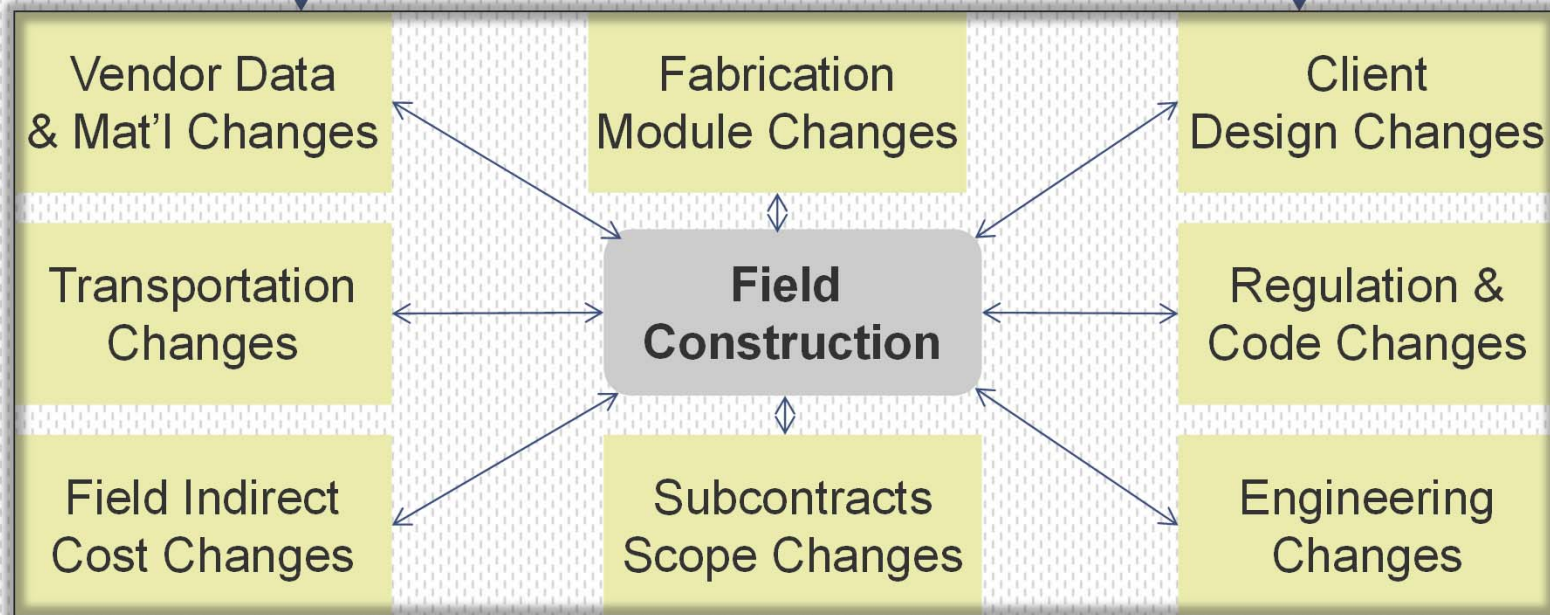 Vendor Data
& Mat'l Changes
Fabrication
Module Changes
Client
Design Changes
Transportation
Changes
Field
Construction
Regulation &
Code Changes
Field Indirect
Cost Changes
Subcontracts
Scope Changes
Engineering
Changes